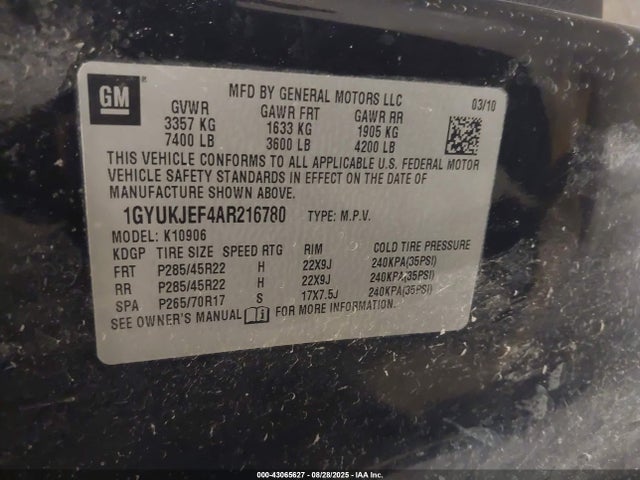 GM
MFD BY GENERAL MOTORS LLC 03/10
GVWR GAWR FRT GAWR RR
3357 KG 1633 KG 1905 KG
7400 LB 3600 LB 4200 LB
THIS VEHICLE CONFORMS TO ALL APPLICABLE U.S. FEDERAL MOTOR
VEHICLE SAFETY STANDARDS IN EFFECT ON THE DATE OF
MANUFACTURE SHOWN ABOVE.
1GYUKJEF4AR216780 TYPE: M.P.V.
MODEL: K10906
KDGP TIRE SIZE SPEED RTG RIM COLD TIRE PRESSURE
FRT P285/45R22 H 22X9J 240KPA(35PSI)
RR P285/45R22 H 22X9J 240KPA(35PSI)
SPA P265/70R17 S 17X7.5J 240KPA(35PSI)
SEE OWNER'S MANUAL FOR MORE INFORMATION.
000-43065627 | 08/28/2025 | IAA Inc.